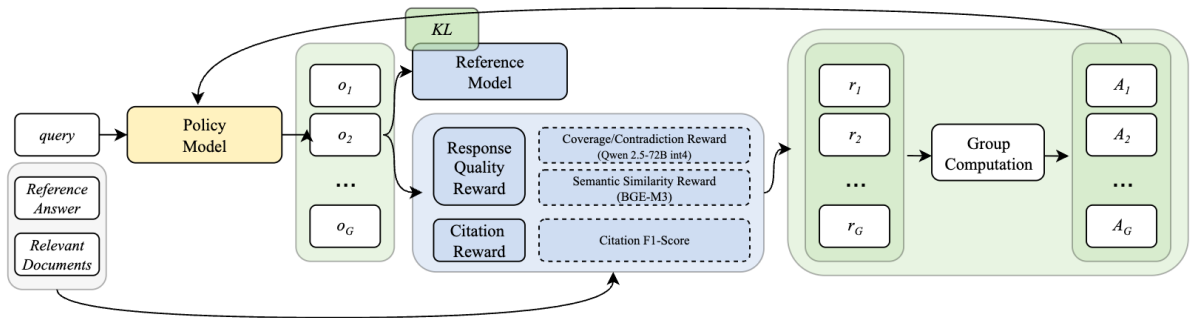 query
Reference
Answer
Relevant
Documents
Policy
Model
o1
o2
...
oG
KL
Reference
Model
Response
Quality
Reward
Coverage/Contradiction Reward
(Qwen 2.5-72B int4)
Semantic Similarity Reward
(BGE-M3)
Citation
Reward
Citation F1-Score
r1
r2
...
rG
Group
Computation
A1
A2
...
AG